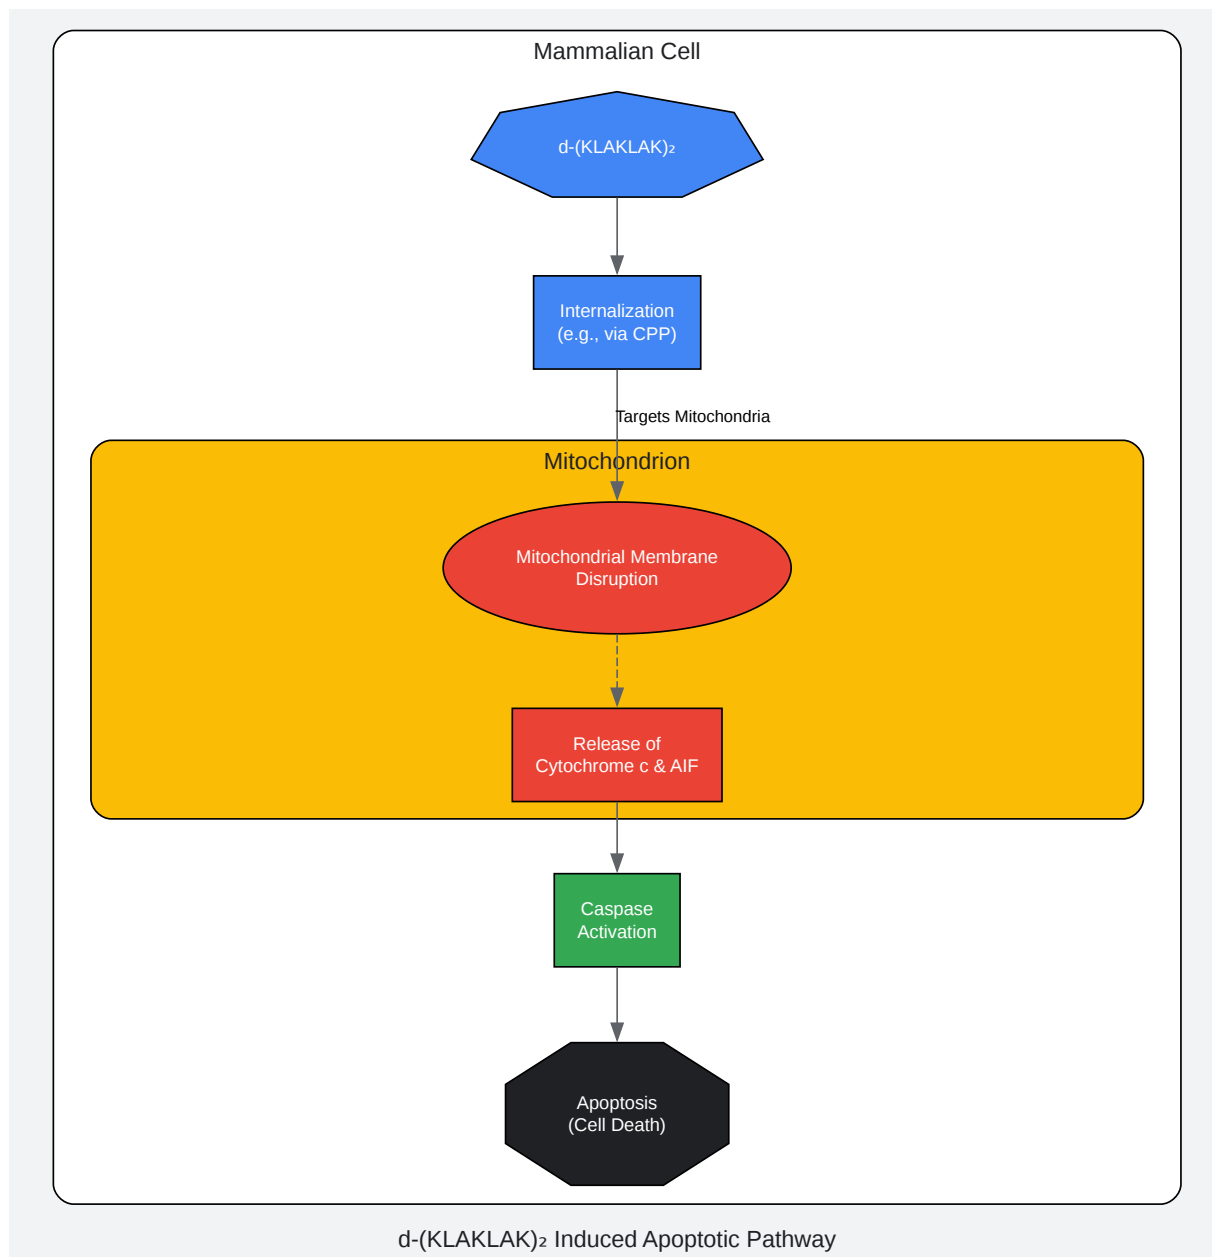 Mammalian Cell
d-(KLAKLAK)₂
Internalization
(e.g., via CPP)
Targets Mitochondria
Mitochondrion
Mitochondrial Membrane
Disruption
Release of
Cytochrome c & AIF
Caspase
Activation
Apoptosis
(Cell Death)
d-(KLAKLAK)₂ Induced Apoptotic Pathway